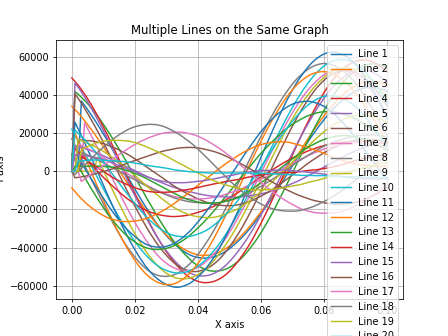 Multiple Lines on the Same Graph
60000
40000
20000
0
−20000
−40000
−60000
0.00
0.02
0.04
0.06
X axis
Line 1
Line 2
Line 3
Line 4
Line 5
Line 6
Line 7
Line 8
Line 9
Line 10
Line 11
Line 12
Line 13
Line 14
Line 15
Line 16
Line 17
Line 18
Line 19